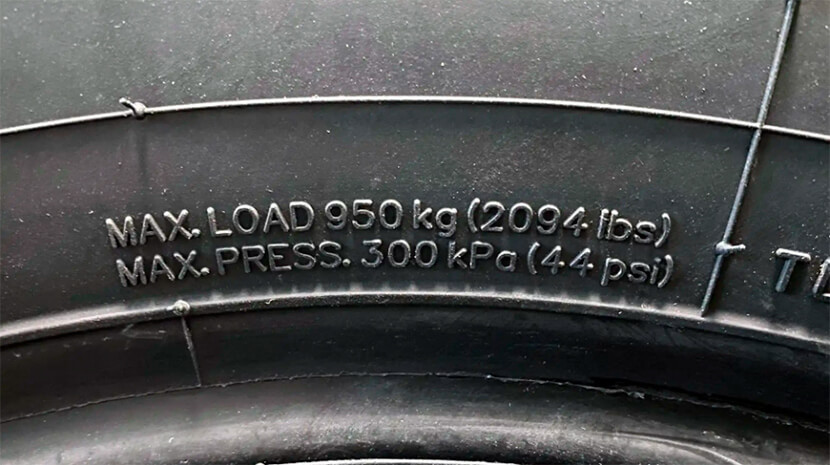 MAX. LOAD 950 kg (2094 lbs)
MAX. PRESS. 300 kPa (44 psi)